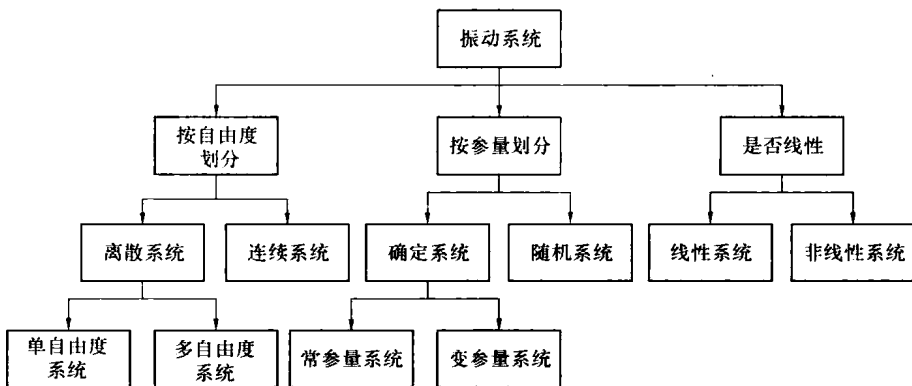 振动系统
按自由度
划分
按参量划分
是否线性
离散系统
连续系统
确定系统
随机系统
线性系统
非线性系统
单自由度
系统
多自由度
系统
常参量系统
变参量系统